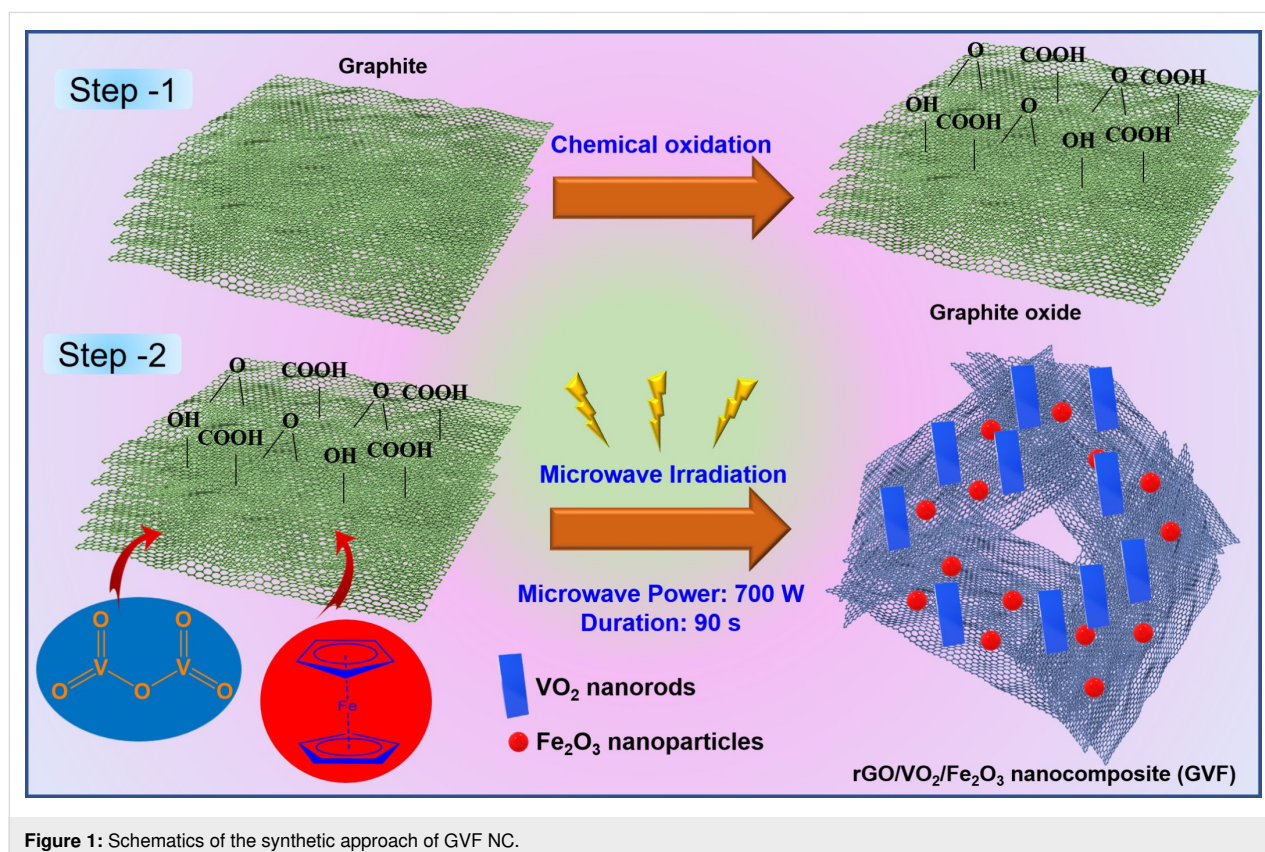 Step -1
Graphite
Chemical oxidation
O
COOH
O
COOH
OH
COOH
O
OH
COOH
Graphite oxide
Step -2
O
COOH
O
COOH
OH
COOH
O
OH
COOH
Microwave Irradiation
Microwave Power: 700 W
Duration: 90 s
O
O
V
V
O
O
O
Fe
VO₂ nanorods
Fe₂O₃ nanoparticles
rGO/VO₂/Fe₂O₃ nanocomposite (GVF)
Figure 1: Schematics of the synthetic approach of GVF NC.